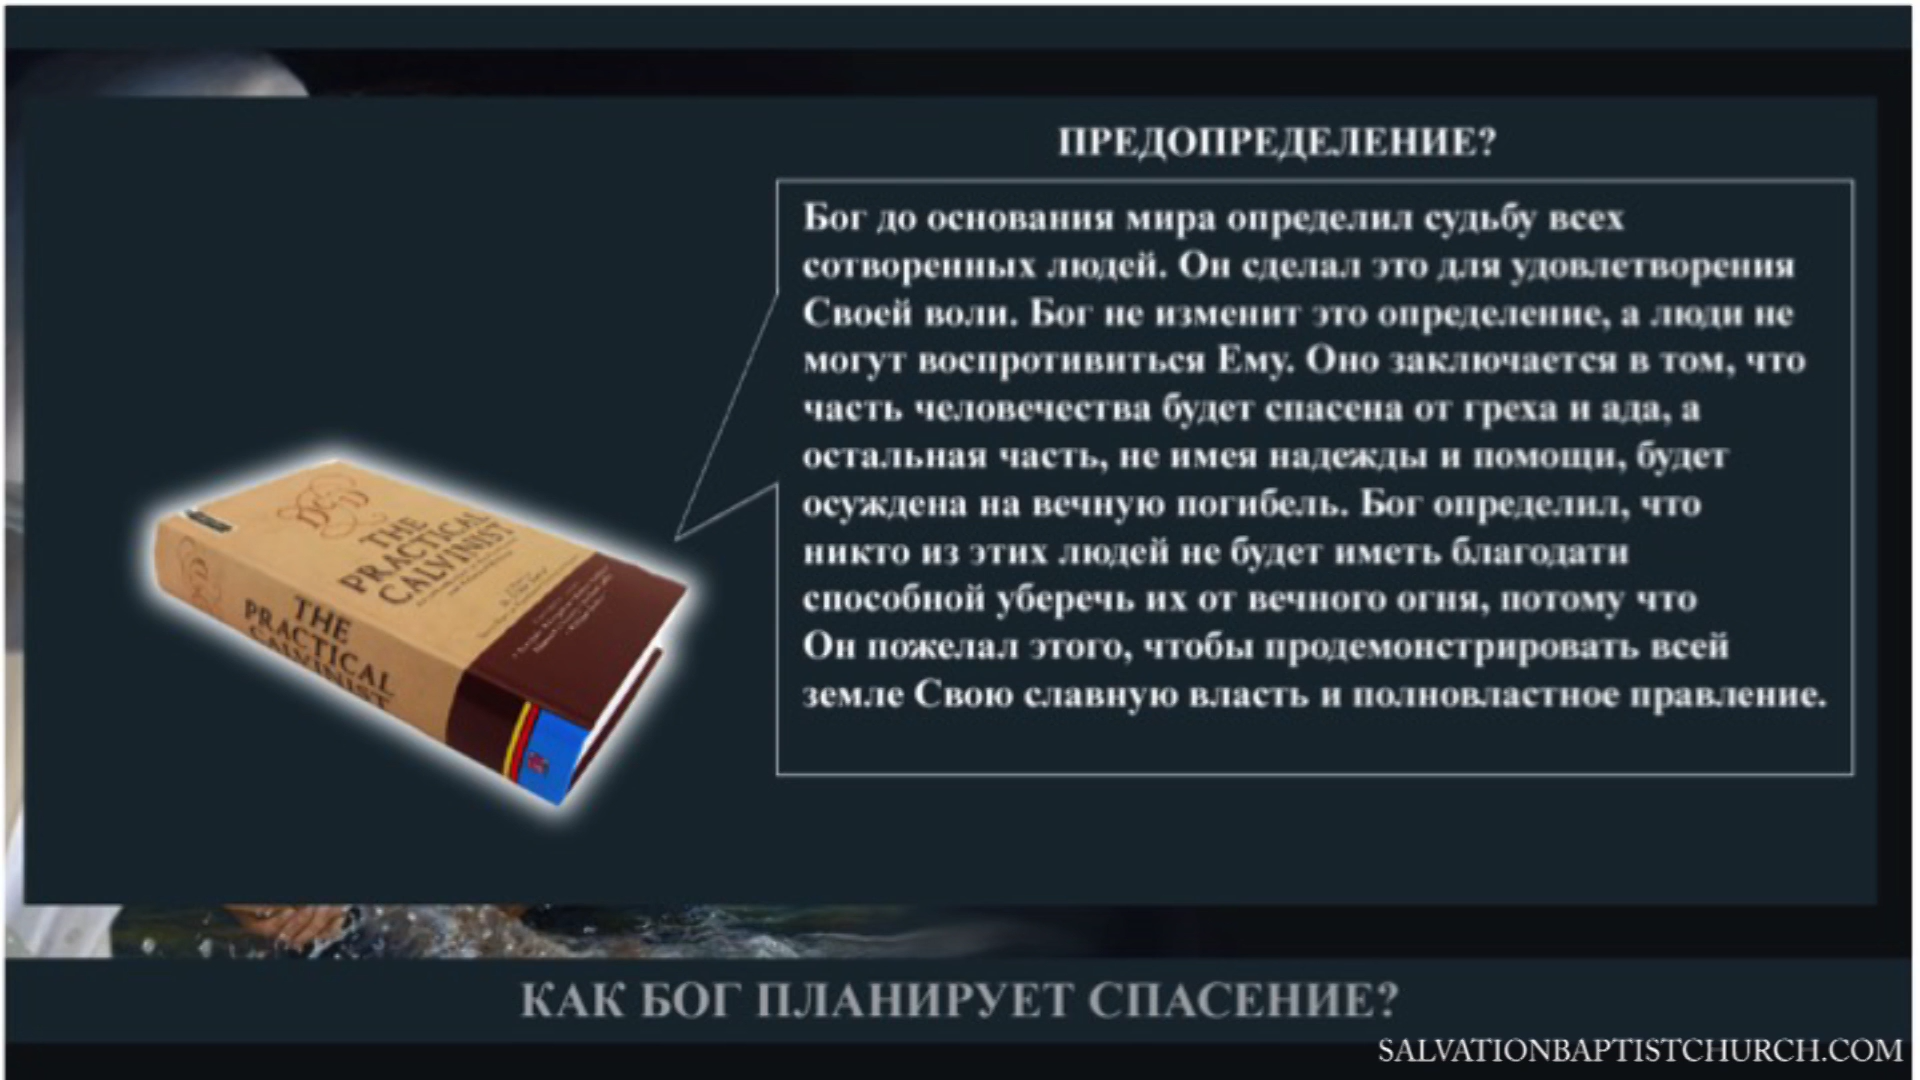 ПРЕДОПРЕДЕЛЕНИЕ?
Бог до основания мира определил судьбу всех
сотворенных людей. Он сделал это для удовлетворения
Своей воли. Бог не изменит это определение, а люди не
могут воспротивиться Ему. Оно заключается в том, что
часть человечества будет спасена от греха и ада, а
остальная часть, не имея надежды и помощи, будет
осуждена на вечную погибель. Бог определил, что
никто из этих людей не будет иметь благодати
способной уберечь их от вечного огня, потому что
Он пожелал этого, чтобы продемонстрировать всей
земле Свою славную власть и полновластное правление.
THE
PRACTICAL
CALVINIST
THE
PRACTICAL
CALVINIST
КАК БОГ ПЛАНИРУЕТ СПАСЕНИЕ?
SALVATIONBAPTISTCHURCH.COM